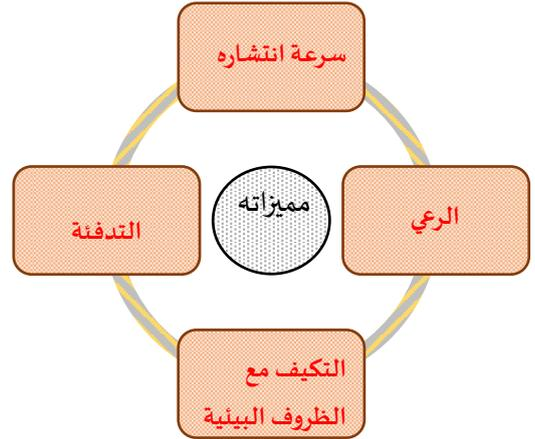 سرعة انتشاره
الرعي
مميزاته
التدفئة
التكيف مع
الظروف البيئية